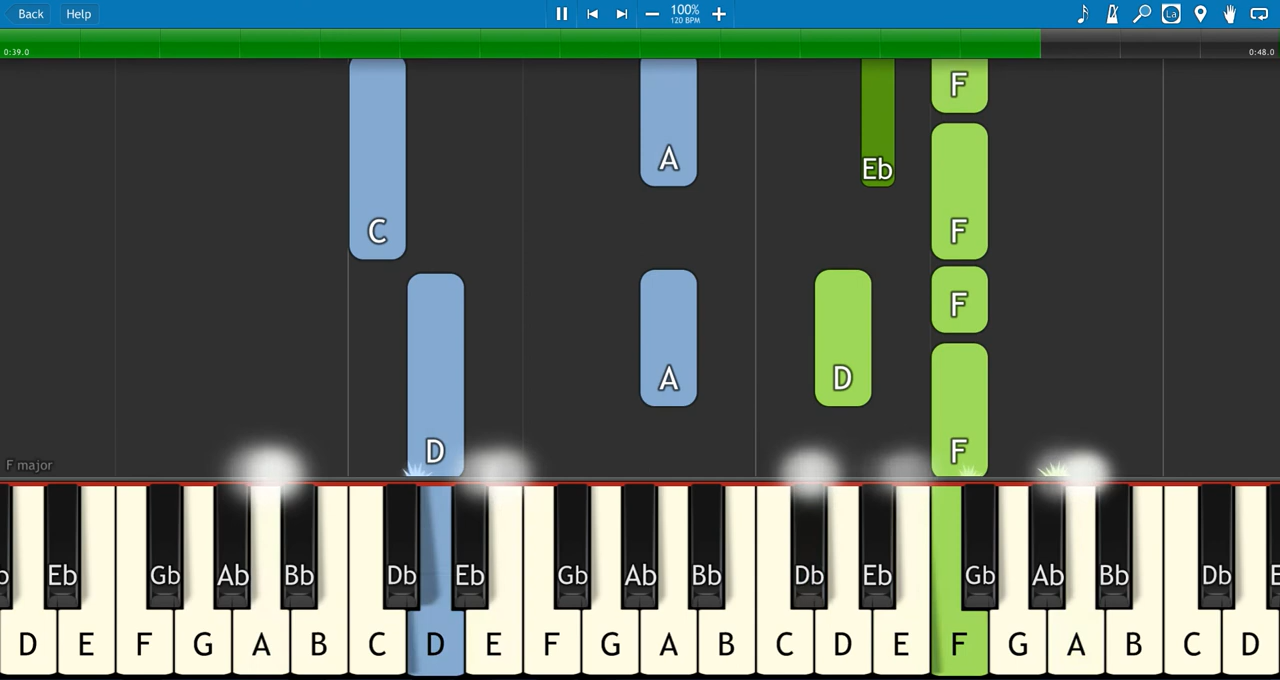 Back Help 100% La
120 BPM
0:39.0 0:48.0
F
A Eb
C F
F
A D
D F
F major
Eb Gb Ab Bb Db Eb Gb Ab Bb Db Eb Gb Ab Bb Db
D E F G A B C D E F G A B C D E F G A B C D